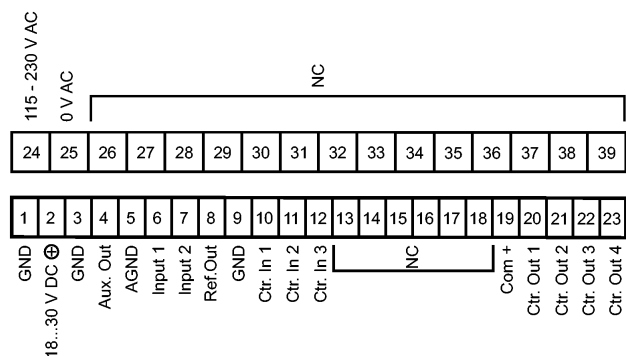 115 - 230 V AC
0 V AC
NC
24 25 26 27 28 29 30 31 32 33 34 35 36 37 38 39
1 2 3 4 5 6 7 8 9 10 11 12 13 14 15 16 17 18 19 20 21 22 23
GND
18...30 V DC ⊕
GND
Aux. Out
AGND
Input 1
Input 2
Ref.Out
GND
Ctr. In 1
Ctr. In 2
Ctr. In 3
NC
Com +
Ctr. Out 1
Ctr. Out 2
Ctr. Out 3
Ctr. Out 4